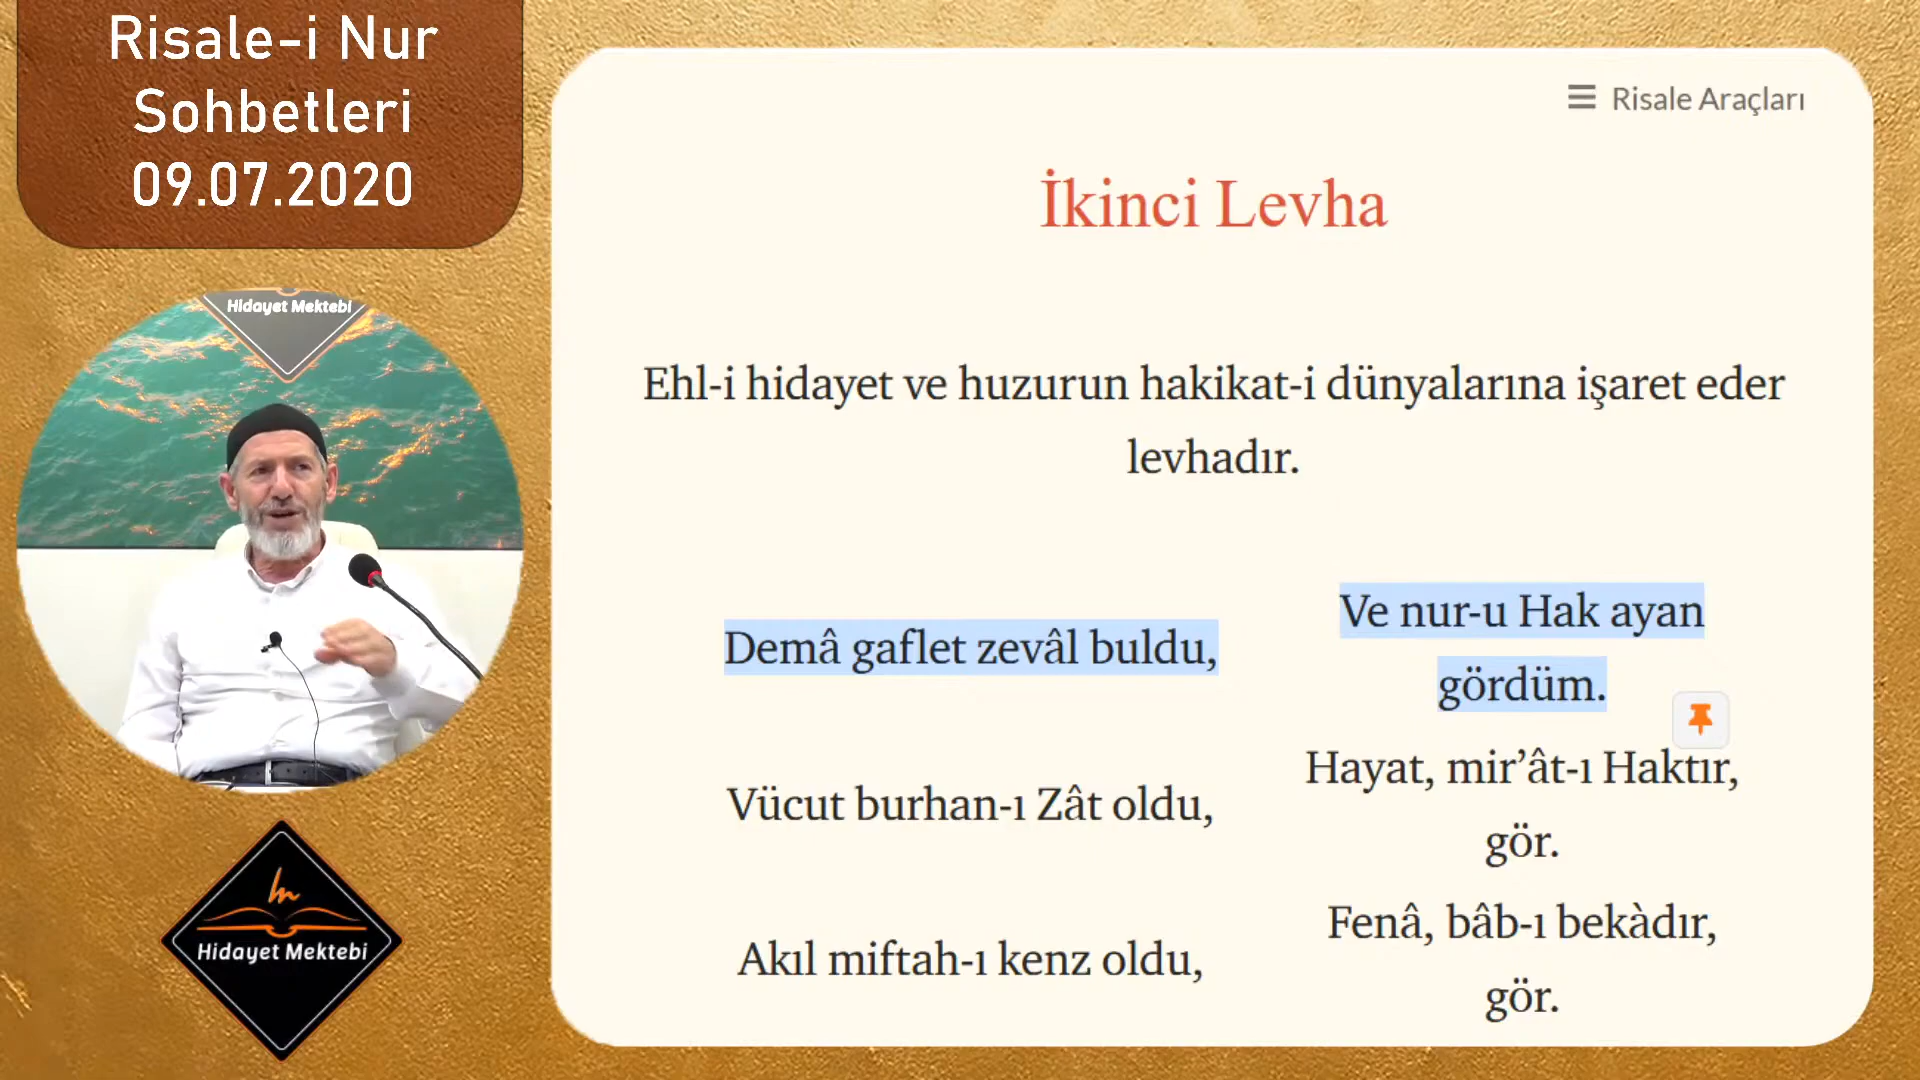 Risale-i Nur
Sohbetleri
09.07.2020
Hidayet Mektebi
Hidayet Mektebi
Risale Araçları
İkinci Levha
Ehl-i hidayet ve huzurun hakikat-i dünyalarına işaret eder
levhadır.
Demâ gaflet zevâl buldu,
Ve nur-u Hak ayan
gördüm.
Vücut burhan-ı Zât oldu,
Hayat, mir’ât-ı Haktır,
gör.
Akıl miftah-ı kenz oldu,
Fenâ, bâb-ı bekàdır,
gör.